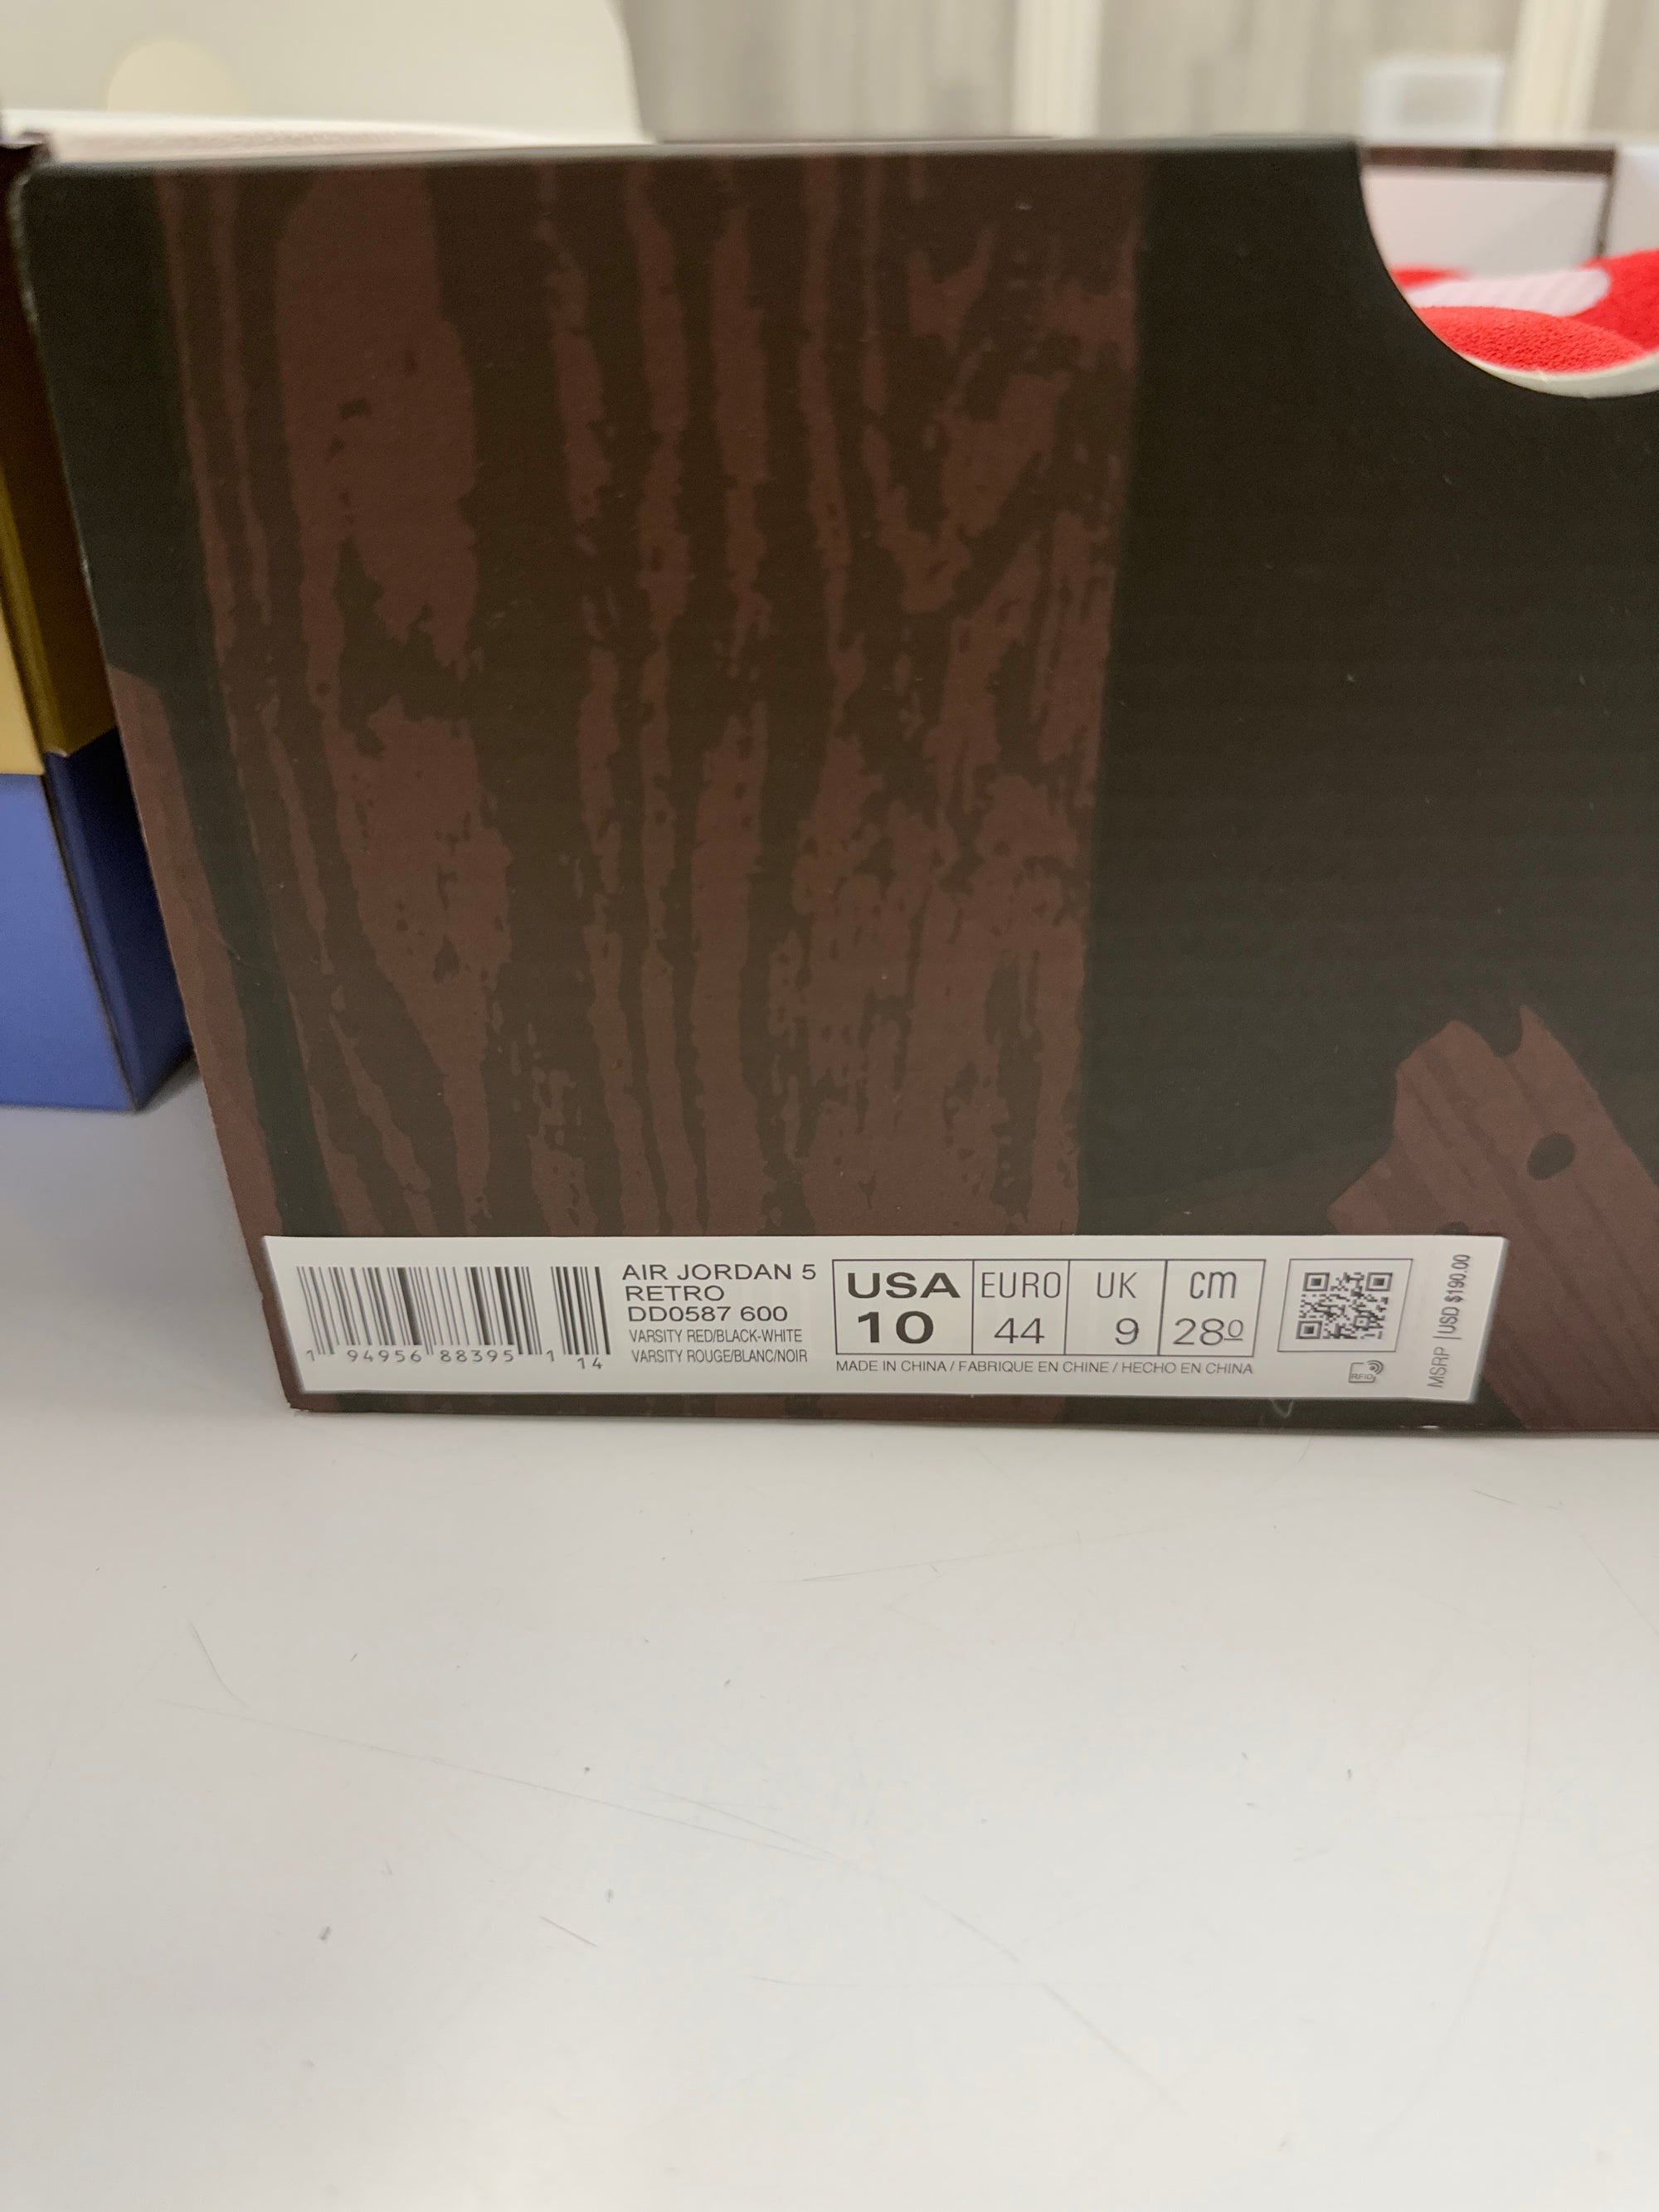 AIR JORDAN 5
RETRO
DD0587 600
VARSITY RED/BLACK-WHITE
VARSITY ROUGE/BLANC/NOIR
1 94956 88395 1 14
USA EURO UK cm
10 44 9 280
MADE IN CHINA / FABRIQUE EN CHINE / HECHO EN CHINA
RFID
MSRP | USD $190.00